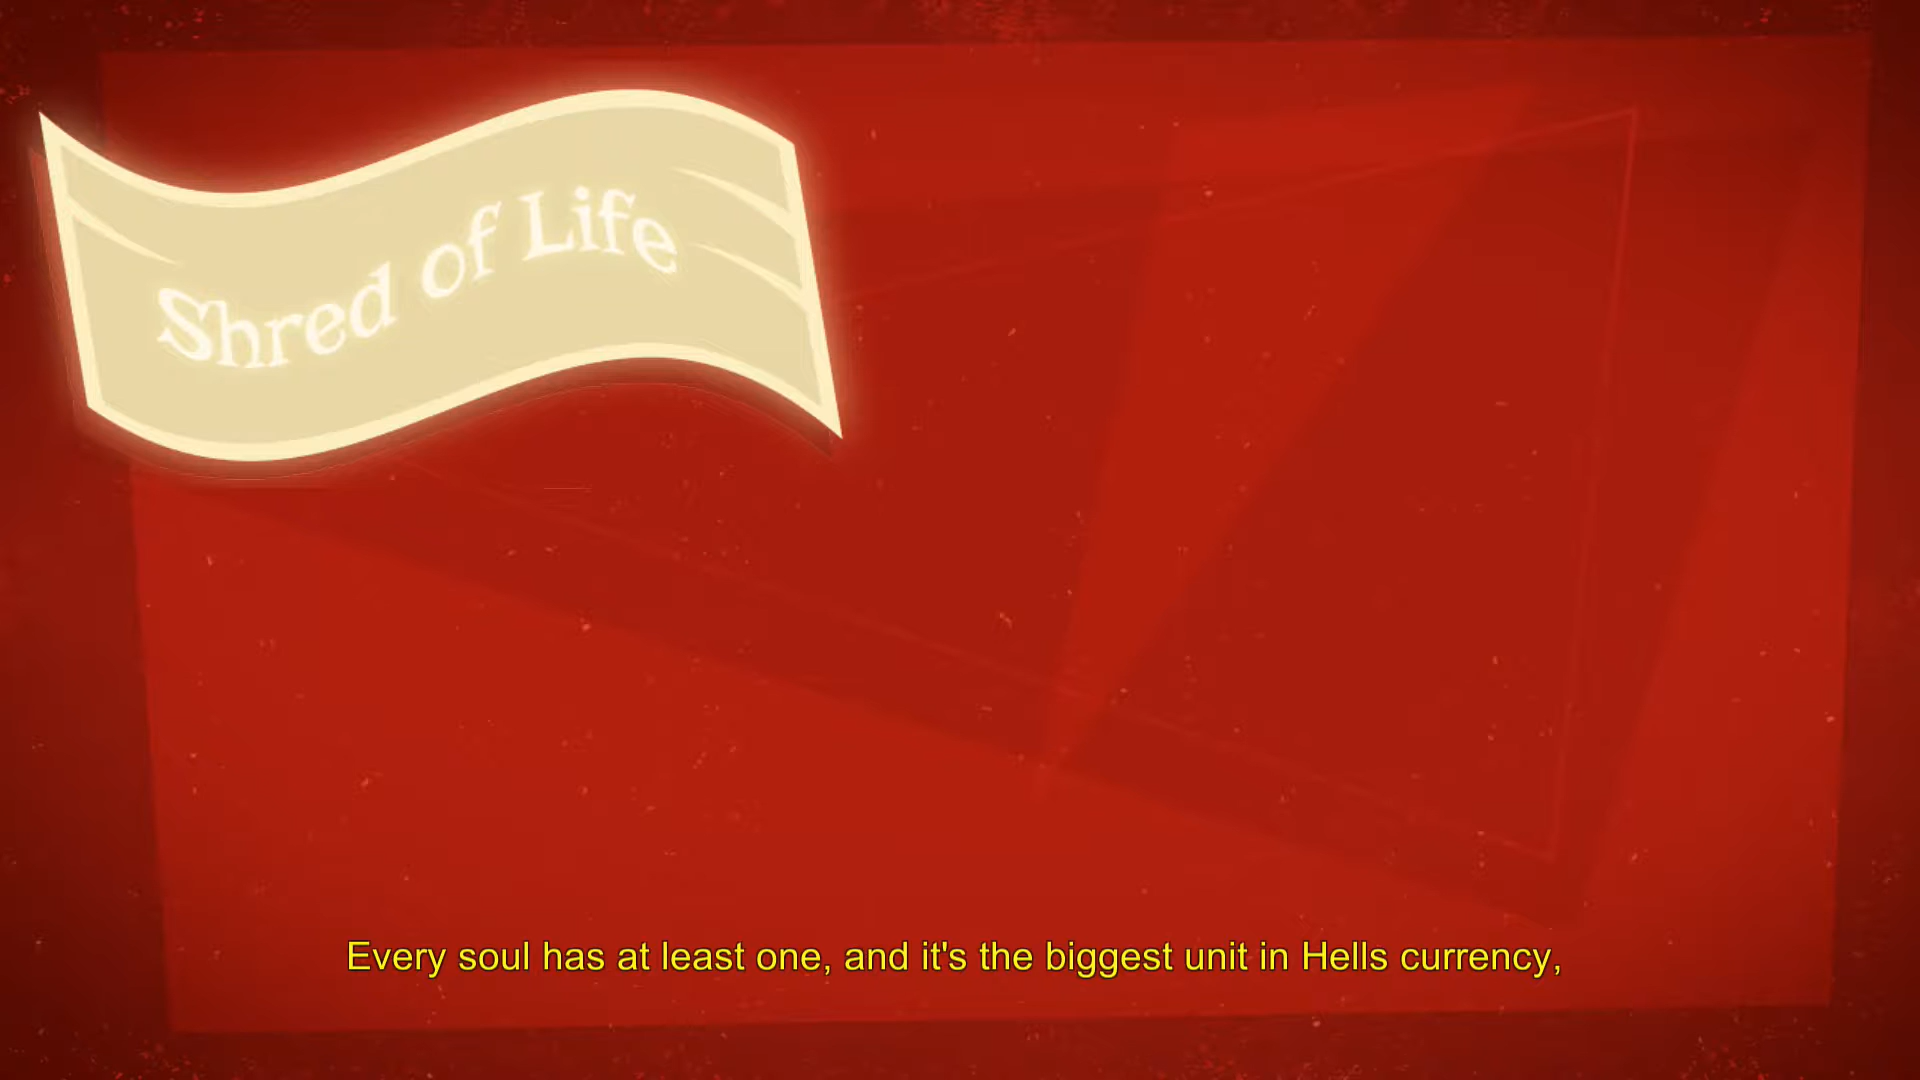 Shred of Life
Every soul has at least one, and it's the biggest unit in Hells currency,